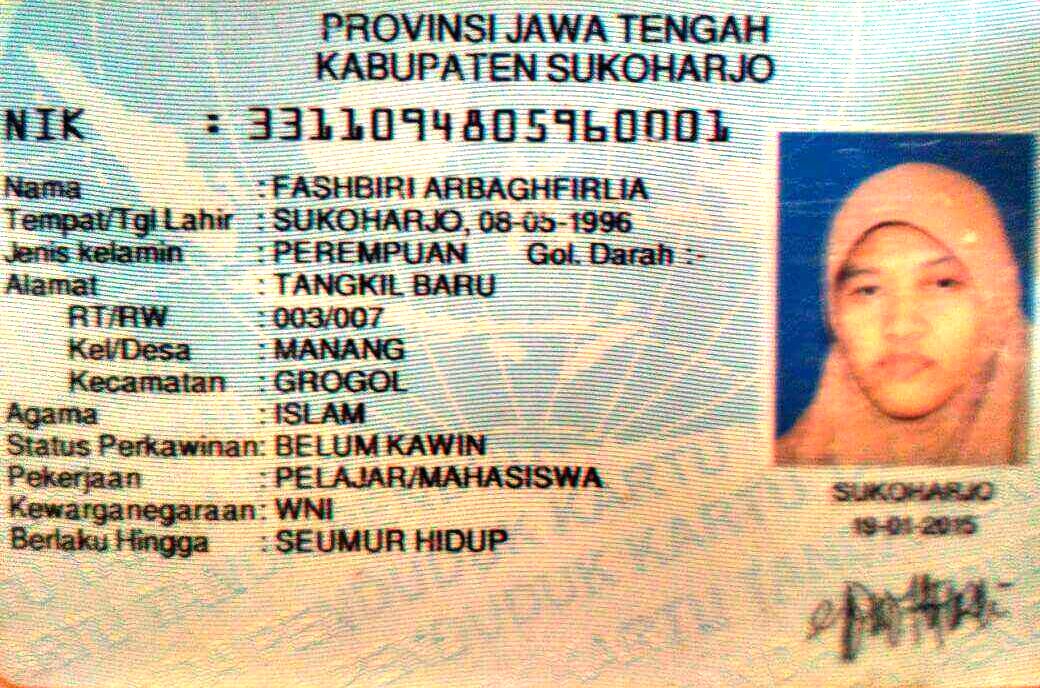 PROVINSI JAWA TENGAH
KABUPATEN SUKOHARJO
NIK : 3311094805960001
Nama : FASHBIRI ARBAGHFIRLIA
Tempat/Tgl Lahir : SUKOHARJO, 08-05-1996
Jenis kelamin : PEREMPUAN Gol. Darah :-
Alamat : TANGKIL BARU
RT/RW : 003/007
Kel/Desa : MANANG
Kecamatan : GROGOL
Agama : ISLAM
Status Perkawinan: BELUM KAWIN
Pekerjaan : PELAJAR/MAHASISWA
Kewarganegaraan: WNI
Berlaku Hingga : SEUMUR HIDUP
SUKOHARJO
19-01-2015